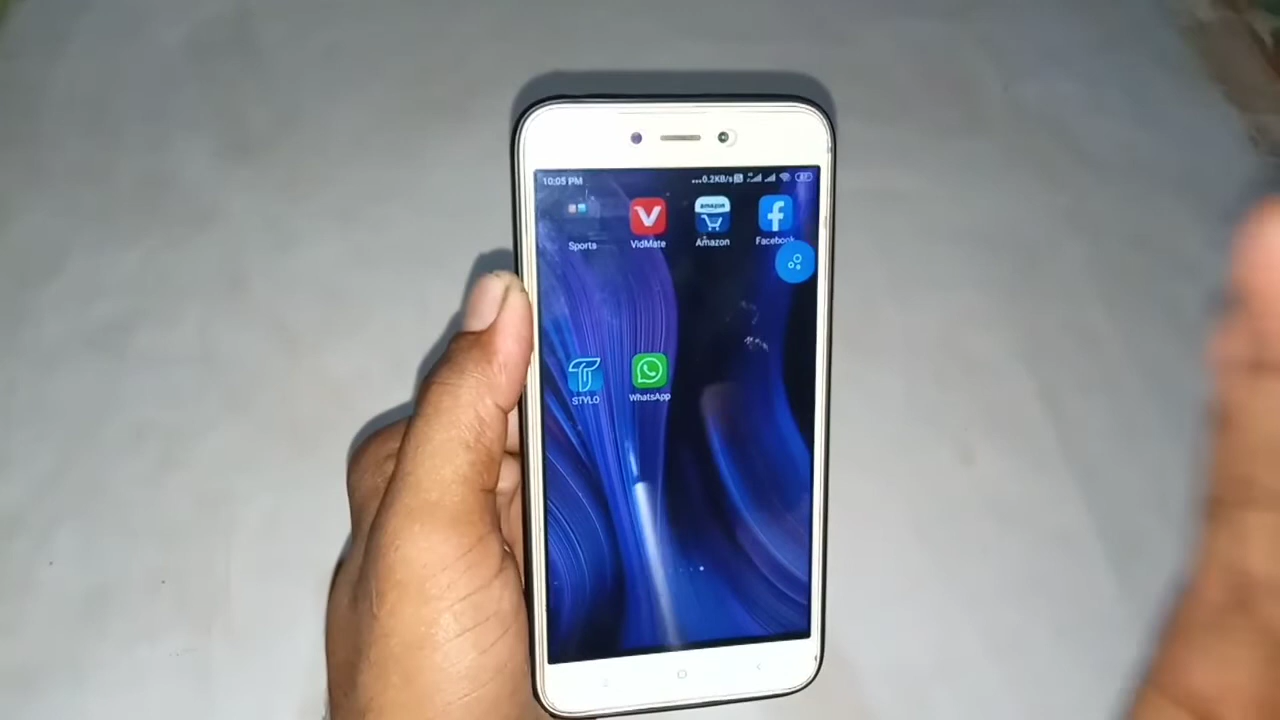 10:05 PM ...0.2KB/s
Sports VidMate amazon Amazon Facebook
STYLO WhatsApp